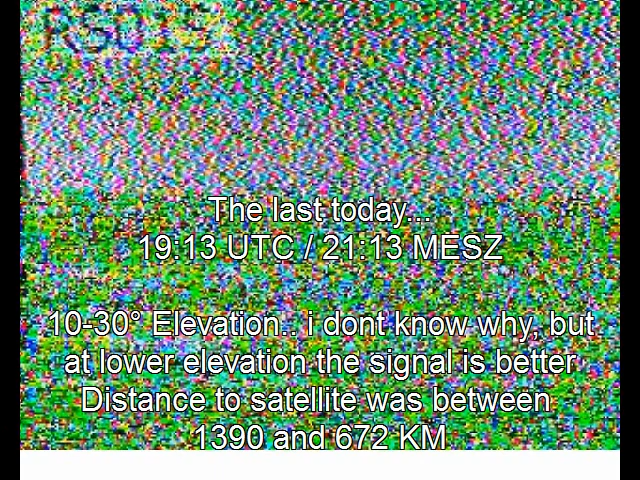 The last today...
19:13 UTC / 21:13 MESZ
10-30° Elevation.. i dont know why, but
at lower elevation the signal is better
Distance to satellite was between
1390 and 672 KM